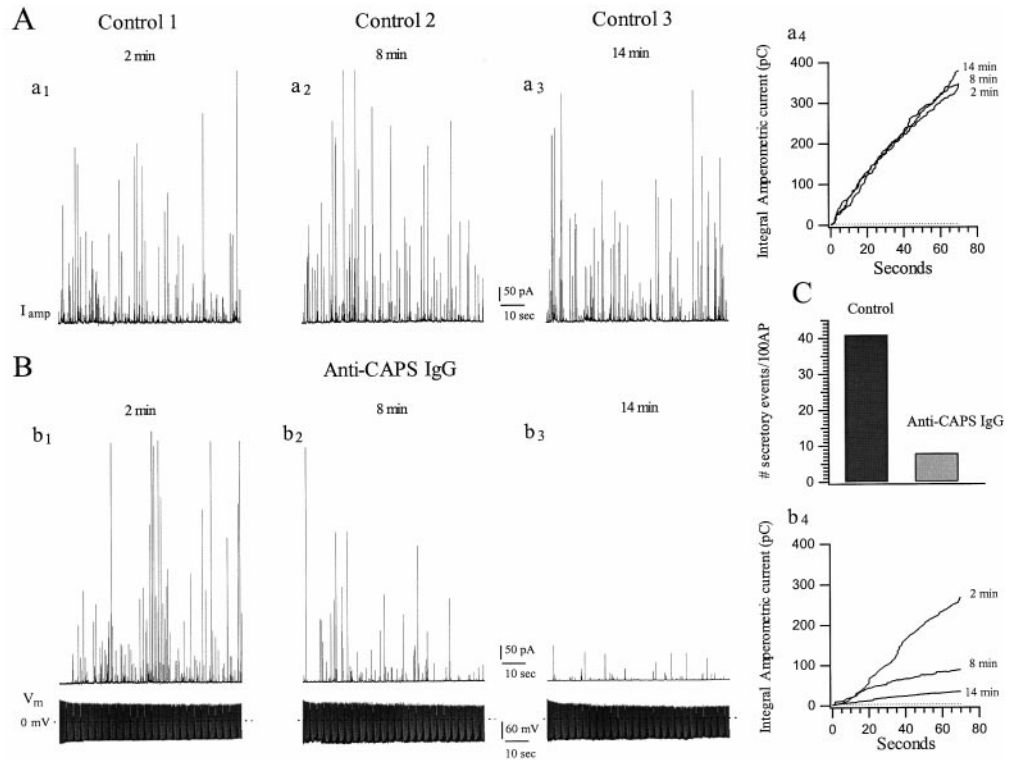 A
Control 1
Control 2
Control 3
2 min
8 min
14 min
a1
a2
a3
I amp
50 pA
10 sec
a4
Integral Amperometric current (pC)
400
300
200
100
0
14 min
8 min
2 min
0 20 40 60 80
Seconds
C
Control
Anti-CAPS IgG
# secretory events/100AP
40
30
20
10
0
B
Anti-CAPS IgG
2 min
8 min
14 min
b1
b2
b3
50 pA
10 sec
Vm
0 mV
60 mV
10 sec
b4
Integral Amperometric current (pC)
400
300
200
100
0
2 min
8 min
14 min
0 20 40 60 80
Seconds